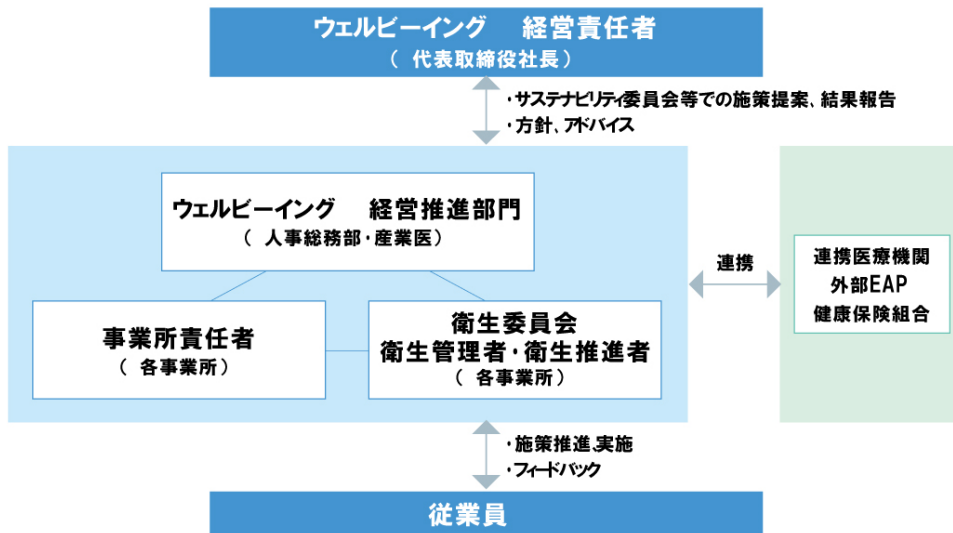 ウェルビーイング　経営責任者
（ 代表取締役社長）
・サステナビリティ委員会等での施策提案、結果報告
・方針、アドバイス
ウェルビーイング　経営推進部門
（ 人事総務部・産業医）
事業所責任者
（ 各事業所）
衛生委員会
衛生管理者・衛生推進者
（ 各事業所）
連携
連携医療機関
外部EAP
健康保険組合
・施策推進、実施
・フィードバック
従業員